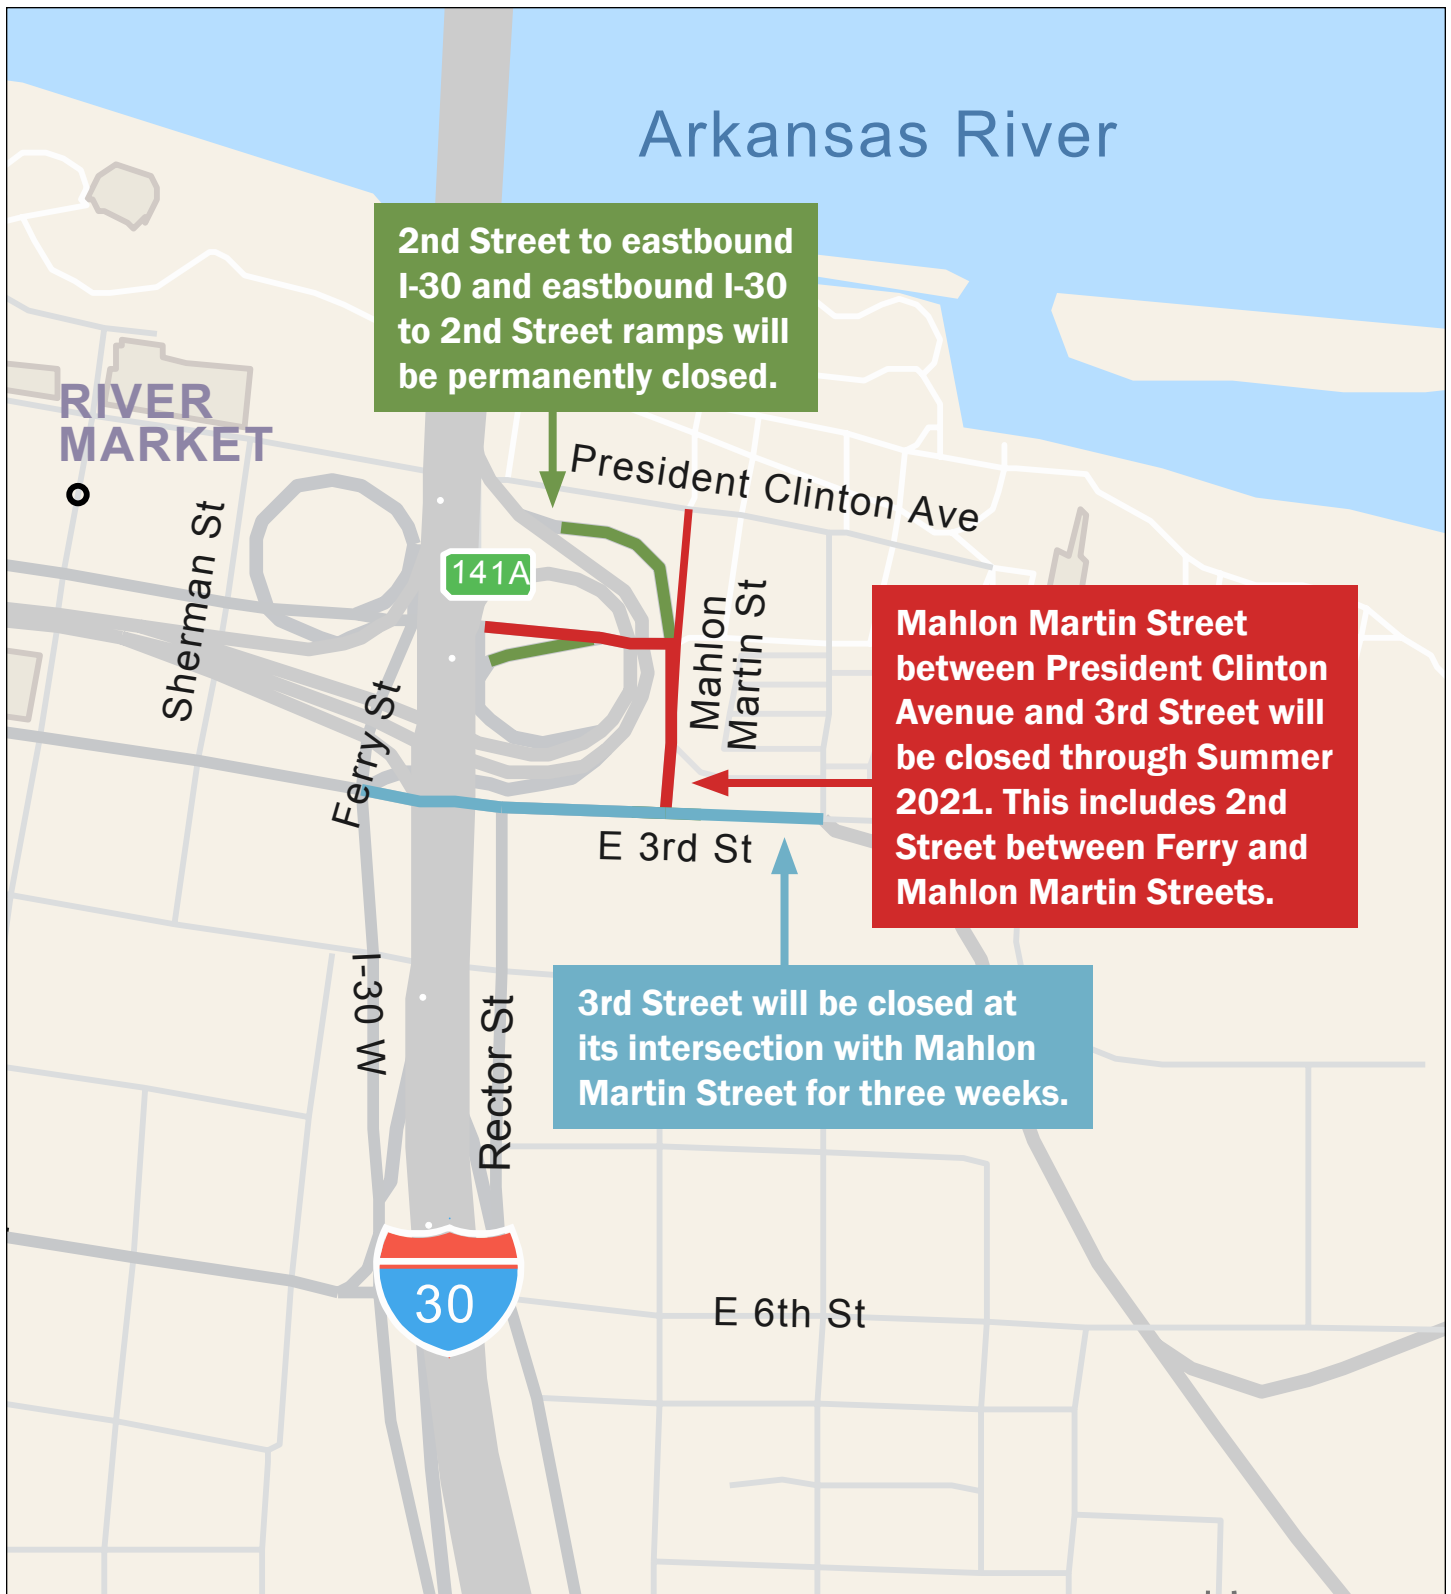 Arkansas River
2nd Street to eastbound
I-30 and eastbound I-30
to 2nd Street ramps will
be permanently closed.
RIVER
MARKET
President Clinton Ave
Sherman St
141A
Mahlon
Martin St
Mahlon Martin Street
between President Clinton
Avenue and 3rd Street will
be closed through Summer
2021. This includes 2nd
Street between Ferry and
Mahlon Martin Streets.
Ferry St
E 3rd St
3rd Street will be closed at
its intersection with Mahlon
Martin Street for three weeks.
I-30 W
Rector St
30
E 6th St